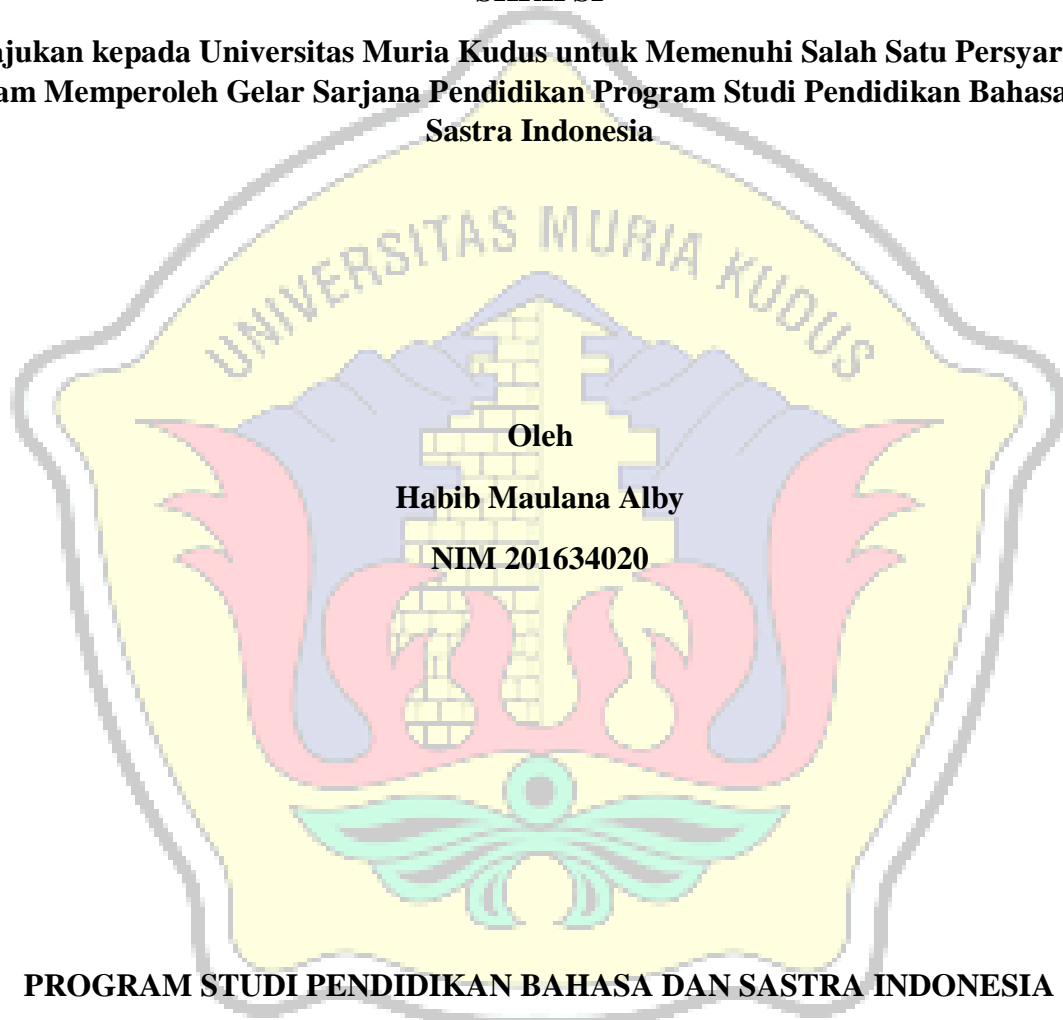 ajukan kepada Universitas Muria Kudus untuk Memenuhi Salah Satu Persyar
am Memperoleh Gelar Sarjana Pendidikan Program Studi Pendidikan Bahasa
Sastra Indonesia
UNIVERSITAS MURIA KUDUS
Oleh
Habib Maulana Alby
NIM 201634020
PROGRAM STUDI PENDIDIKAN BAHASA DAN SASTRA INDONESIA